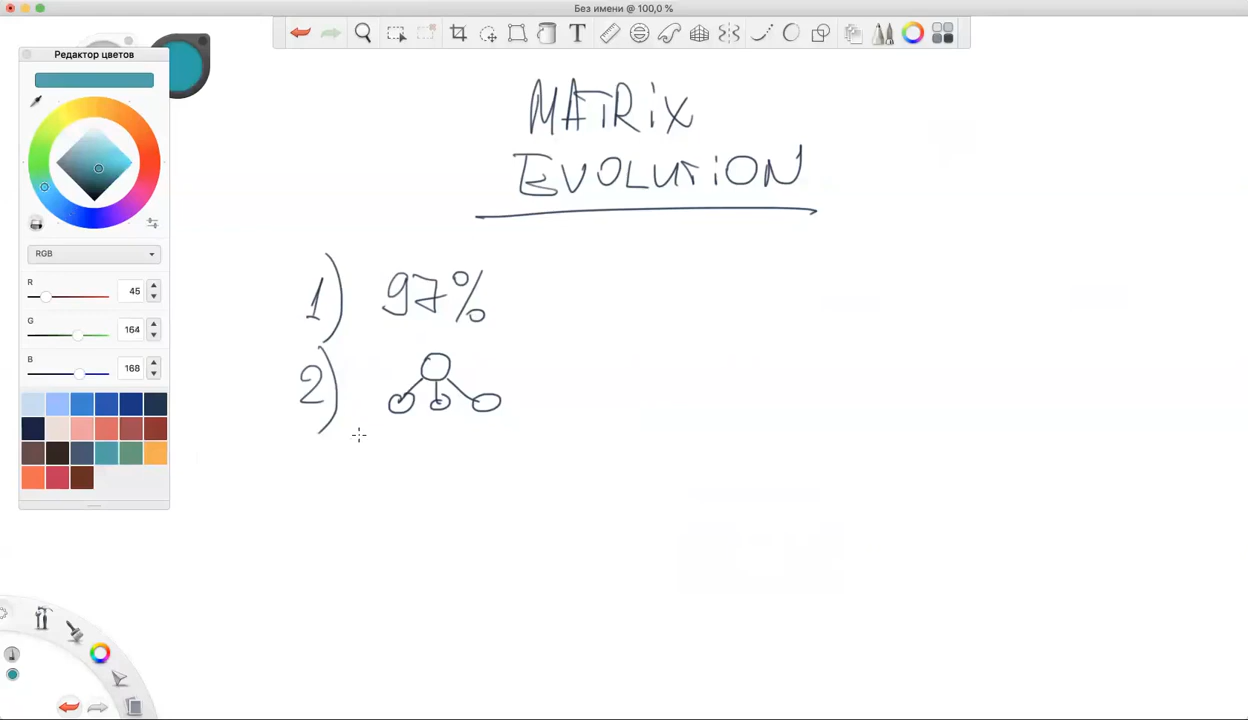 Без имени @ 100,0 %
Редактор цветов
MATRiX
EVOLUTiON
RGB
R 45
G 164
B 168
1) 97%
2)